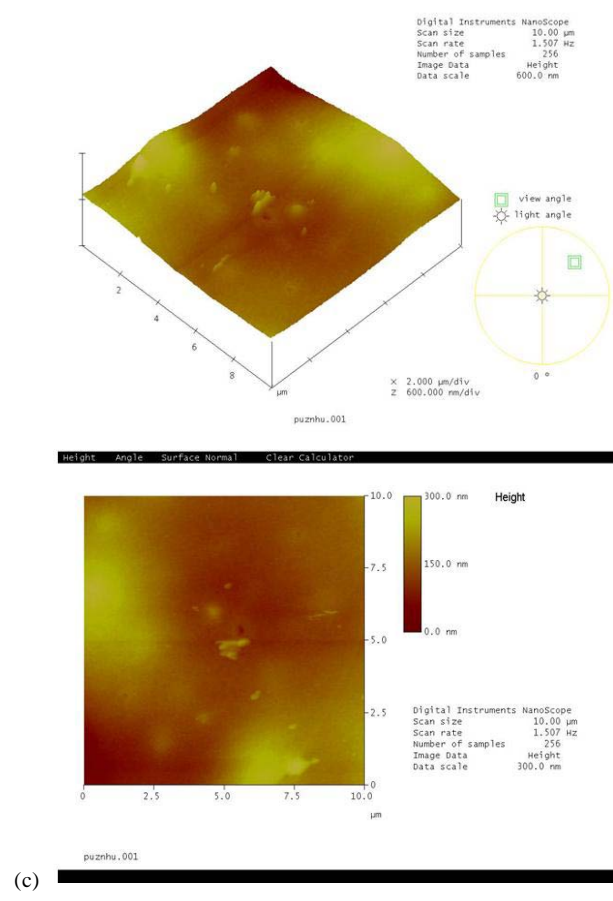 Digital Instruments NanoScope
Scan size 10.00 µm
Scan rate 1.507 Hz
Number of samples 256
Image Data Height
Data scale 600.0 nm
view angle
light angle
0 °
2
4
6
8
µm
X 2.000 µm/div
Z 600.000 nm/div
puznhu.001
Height Angle Surface Normal Clear Calculator
10.0
7.5
5.0
2.5
0
300.0 nm
150.0 nm
0.0 nm
Height
Digital Instruments NanoScope
Scan size 10.00 µm
Scan rate 1.507 Hz
Number of samples 256
Image Data Height
Data scale 300.0 nm
0 2.5 5.0 7.5 10.0
µm
puznhu.001
(c)